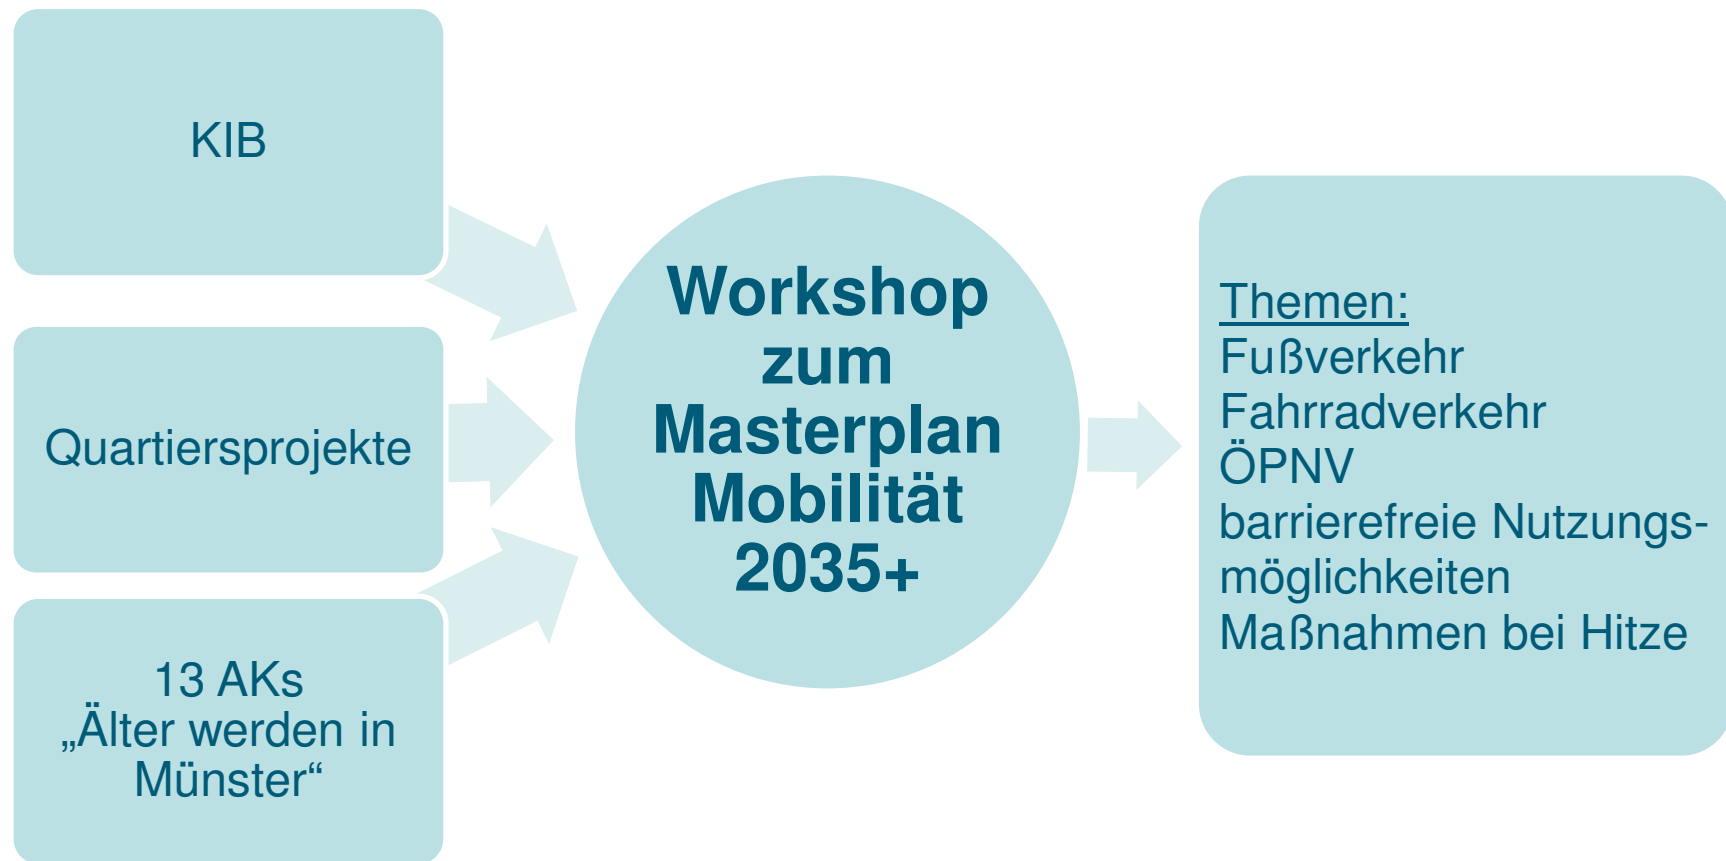 KIB
Quartiersprojekte
13 AKs
„Älter werden in
Münster“
Workshop
zum
Masterplan
Mobilität
2035+
Themen:
Fußverkehr
Fahrradverkehr
ÖPNV
barrierefreie Nutzungs-
möglichkeiten
Maßnahmen bei Hitze